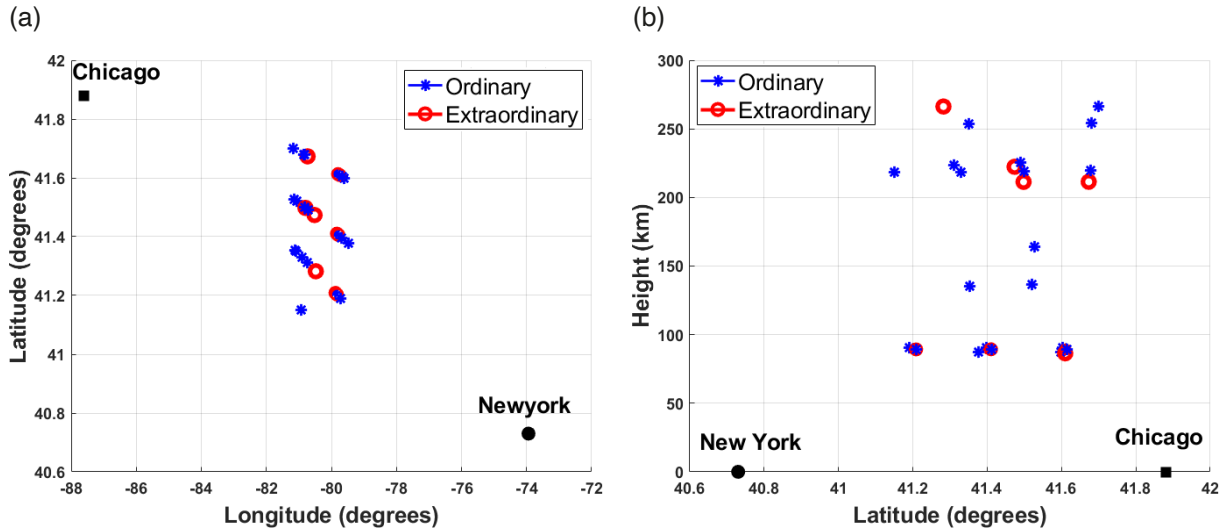 (a)
42
41.8
41.6
41.4
41.2
41
40.8
40.6
Latitude (degrees)
-88
-86
-84
-82
-80
-78
-76
-74
-72
Longitude (degrees)
Chicago
Newyork
Ordinary
Extraordinary
(b)
300
250
200
150
100
50
0
Height (km)
40.6
40.8
41
41.2
41.4
41.6
41.8
42
Latitude (degrees)
Ordinary
Extraordinary
New York
Chicago